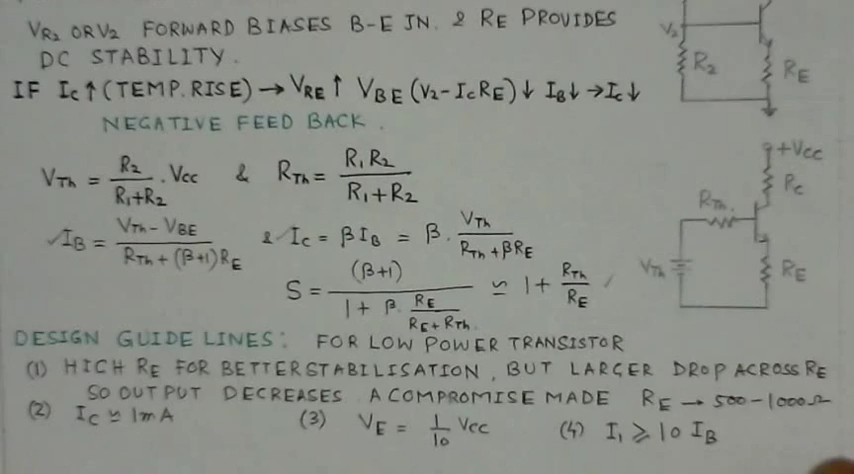 VR2 OR V2 FORWARD BIASES B-E JN. & RE PROVIDES
DC STABILITY.
IF Ic ↑ (TEMP. RISE) → VRE ↑ VBE (V2 - IcRE) ↓ IB ↓ → Ic ↓
NEGATIVE FEED BACK.
VTh = R2 / (R1+R2) . Vcc & RTh = R1 R2 / (R1+R2)
IB = (VTh - VBE) / (RTh + (β+1)RE) & Ic = βIB = β. VTh / (RTh + βRE)
S = (β+1) / (1 + β. RE / (RE + RTh.)) ≃ 1 + RTh / RE
DESIGN GUIDE LINES: FOR LOW POWER TRANSISTOR
(1) HIGH RE FOR BETTER STABILISATION, BUT LARGER DROP ACROSS RE
SO OUTPUT DECREASES A COMPROMISE MADE RE → 500-1000Ω
(2) Ic ≃ 1mA (3) VE = 1/10 Vcc (4) I1 ≥ 10 IB
V2
R2
RE
+Vcc
Rc
RTh.
VTh
RE